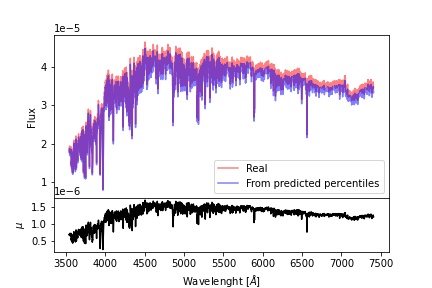 1e−5
4
3
2
1
Flux
Real
From predicted percentiles
1e−6
1.5
1.0
0.5
μ
3500 4000 4500 5000 5500 6000 6500 7000 7500
Wavelenght [Å]